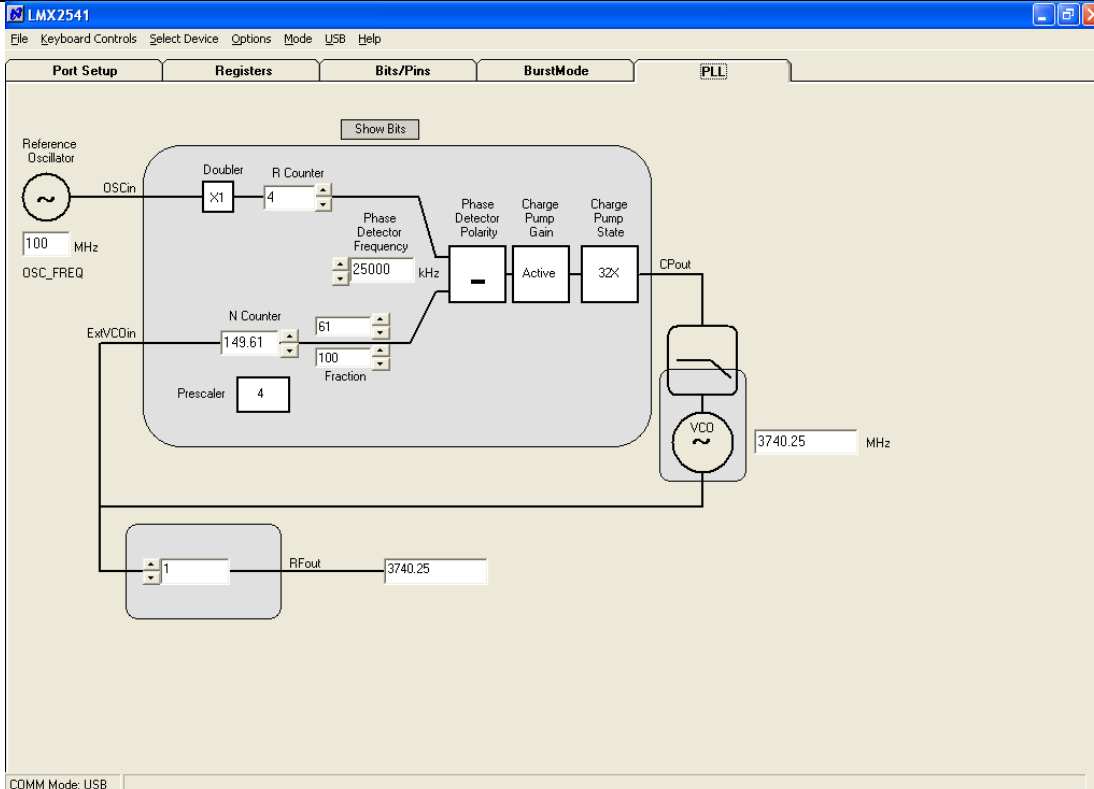 LMX2541
File Keyboard Controls Select Device Options Mode USB Help
Port Setup Registers Bits/Pins BurstMode PLL
Show Bits
Reference
Oscillator
OSCin
100 MHz
OSC_FREQ
Doubler
X1
R Counter
4
Phase
Detector
Frequency
25000 kHz
Phase
Detector
Polarity
-
Charge
Pump
Gain
Active
Charge
Pump
State
32X
CPout
ExtVCOin
N Counter
149.61
61
100
Fraction
Prescaler
4
VCO
3740.25 MHz
1
RFout
3740.25
COMM Mode: USB